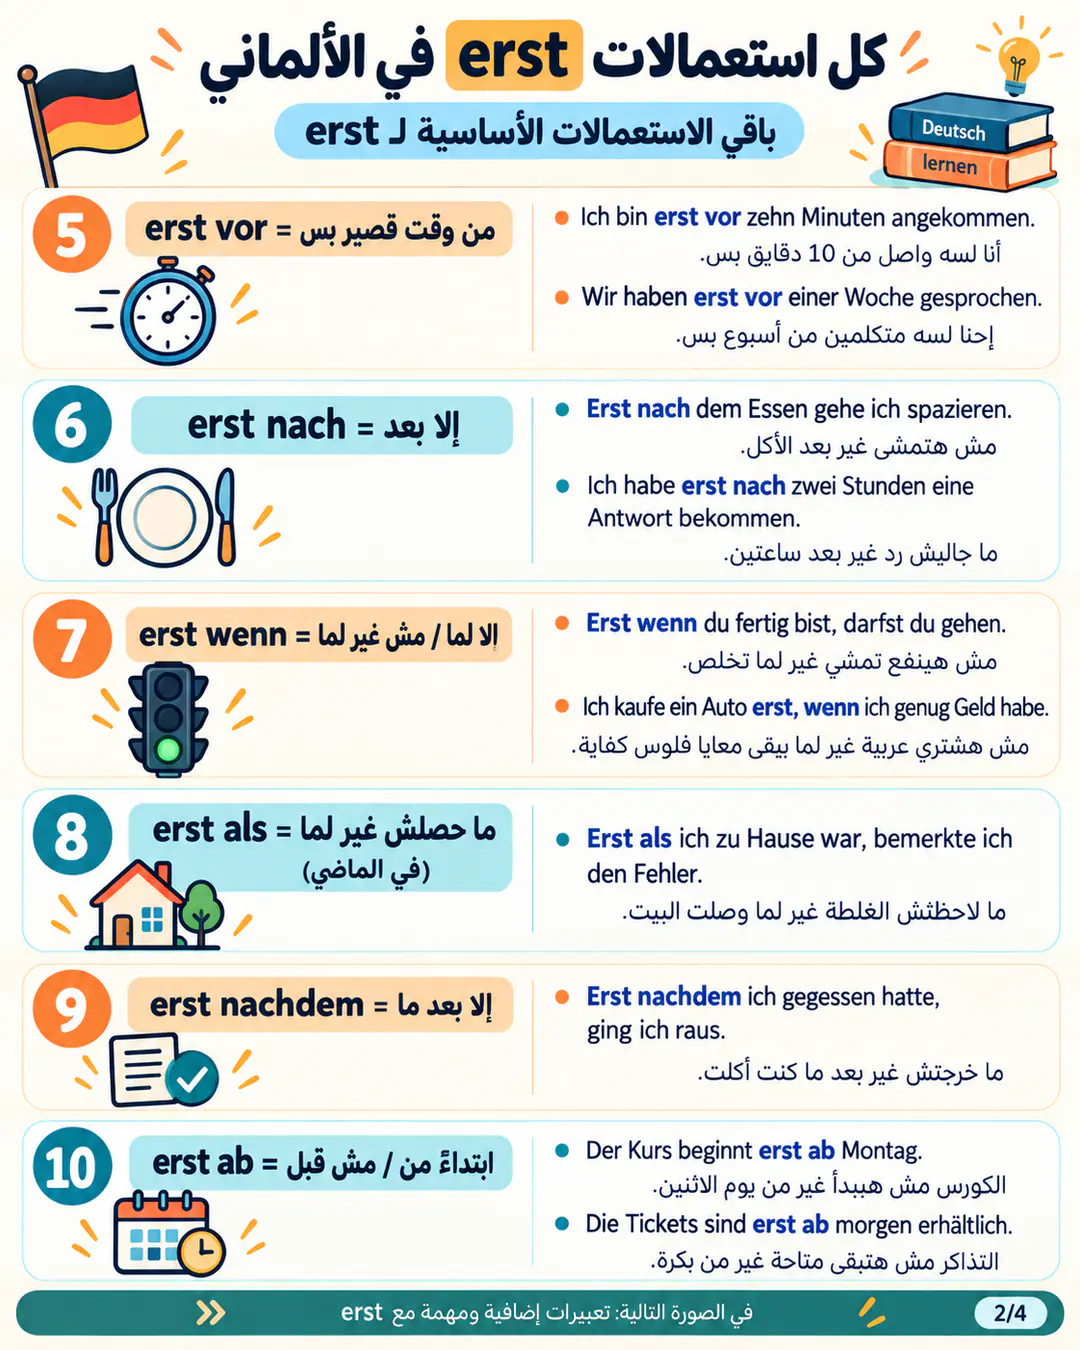 كل استعمالات erst في الألماني
باقي الاستعمالات الأساسية لـ erst
Deutsch
lernen
5
erst vor = من وقت قصير بس
Ich bin erst vor zehn Minuten angekommen.
أنا لسه واصل من 10 دقايق بس.
Wir haben erst vor einer Woche gesprochen.
إحنا لسه متكلمين من أسبوع بس.
6
erst nach = إلا بعد
Erst nach dem Essen gehe ich spazieren.
مش هتمشى غير بعد الأكل.
Ich habe erst nach zwei Stunden eine
Antwort bekommen.
ما جاليش رد غير بعد ساعتين.
7
erst wenn = إلا لما / مش غير لما
Erst wenn du fertig bist, darfst du gehen.
مش هينفع تمشي غير لما تخلص.
Ich kaufe ein Auto erst, wenn ich genug Geld habe.
مش هشتري عربية غير لما يبقى معايا فلوس كفاية.
8
erst als = ما حصلش غير لما
(في الماضي)
Erst als ich zu Hause war, bemerkte ich
den Fehler.
ما لاحظتش الغلطة غير لما وصلت البيت.
9
erst nachdem = إلا بعد ما
Erst nachdem ich gegessen hatte,
ging ich raus.
ما خرجتش غير بعد ما كنت أكلت.
10
erst ab = ابتداءً من / مش قبل
Der Kurs beginnt erst ab Montag.
الكورس مش هيبدأ غير من يوم الاثنين.
Die Tickets sind erst ab morgen erhältlich.
التذاكر مش هتبقى متاحة غير من بكرة.
في الصورة التالية: تعبيرات إضافية ومهمة مع erst
2/4